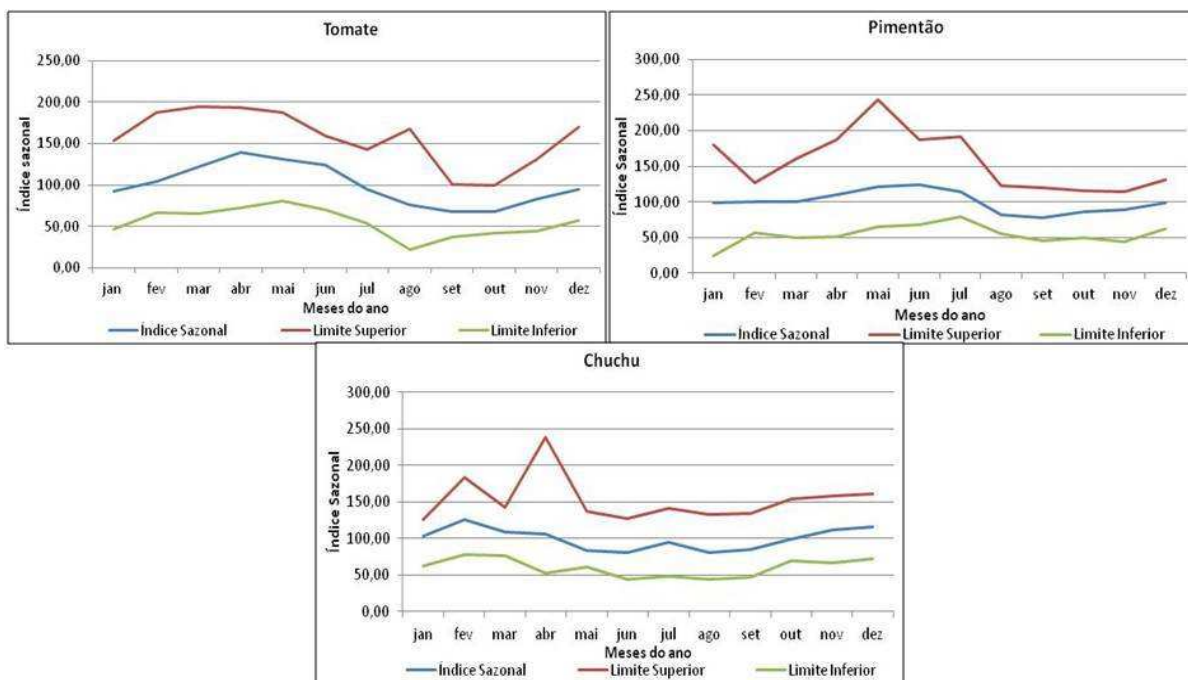 Tomate
Índice sazonal
250,00
200,00
150,00
100,00
50,00
0,00
jan fev mar abr mai jun jul ago set out nov dez
Meses do ano
Índice Sazonal Limite Superior Limite Inferior
Pimentão
Índice Sazonal
300,00
250,00
200,00
150,00
100,00
50,00
0,00
jan fev mar abr mai jun jul ago set out nov dez
Meses do ano
Índice Sazonal Limite Superior Limite Inferior
Chuchu
Índice Sazonal
300,00
250,00
200,00
150,00
100,00
50,00
0,00
jan fev mar abr mai jun jul ago set out nov dez
Meses do ano
Índice Sazonal Limite Superior Limite Inferior